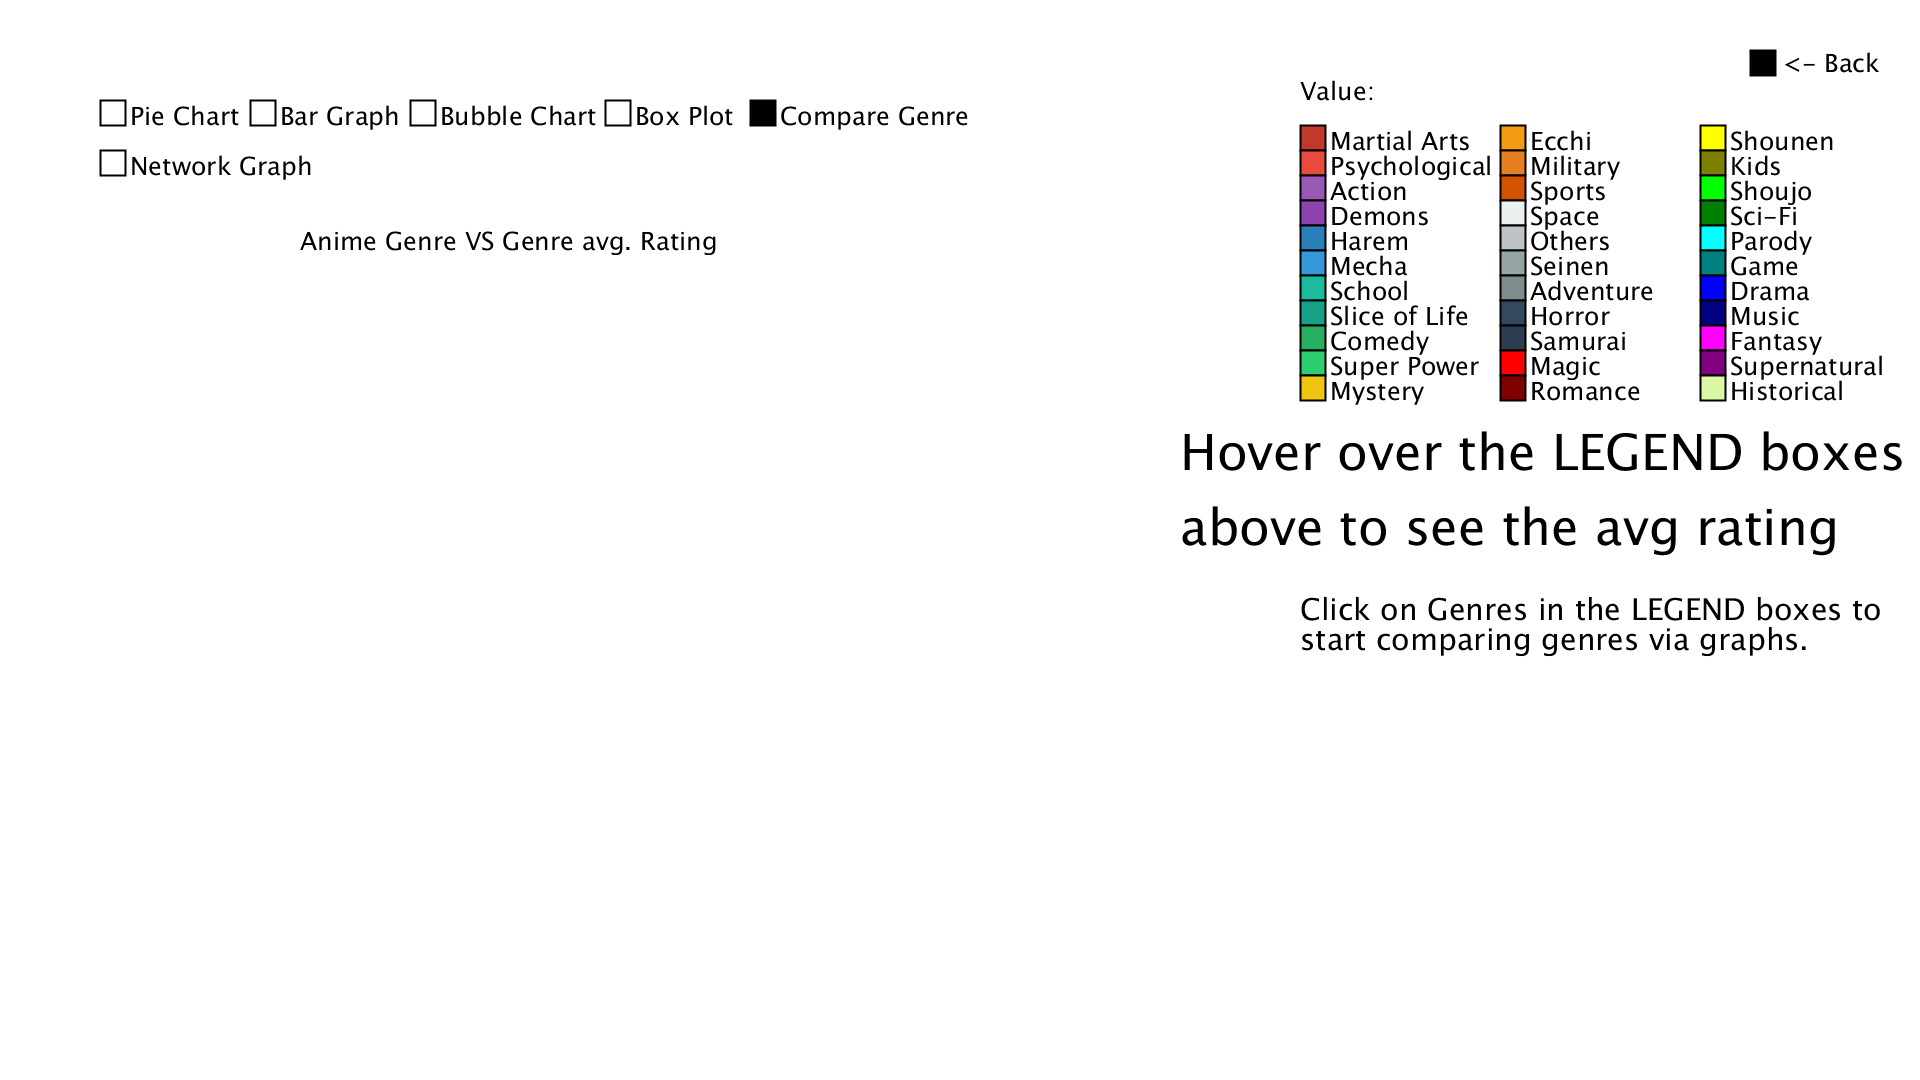 <- Back
Value:
Pie Chart Bar Graph Bubble Chart Box Plot Compare Genre
Network Graph
Anime Genre VS Genre avg. Rating
Martial Arts Ecchi Shounen
Psychological Military Kids
Action Sports Shoujo
Demons Space Sci-Fi
Harem Others Parody
Mecha Seinen Game
School Adventure Drama
Slice of Life Horror Music
Comedy Samurai Fantasy
Super Power Magic Supernatural
Mystery Romance Historical
Hover over the LEGEND boxes
above to see the avg rating
Click on Genres in the LEGEND boxes to
start comparing genres via graphs.